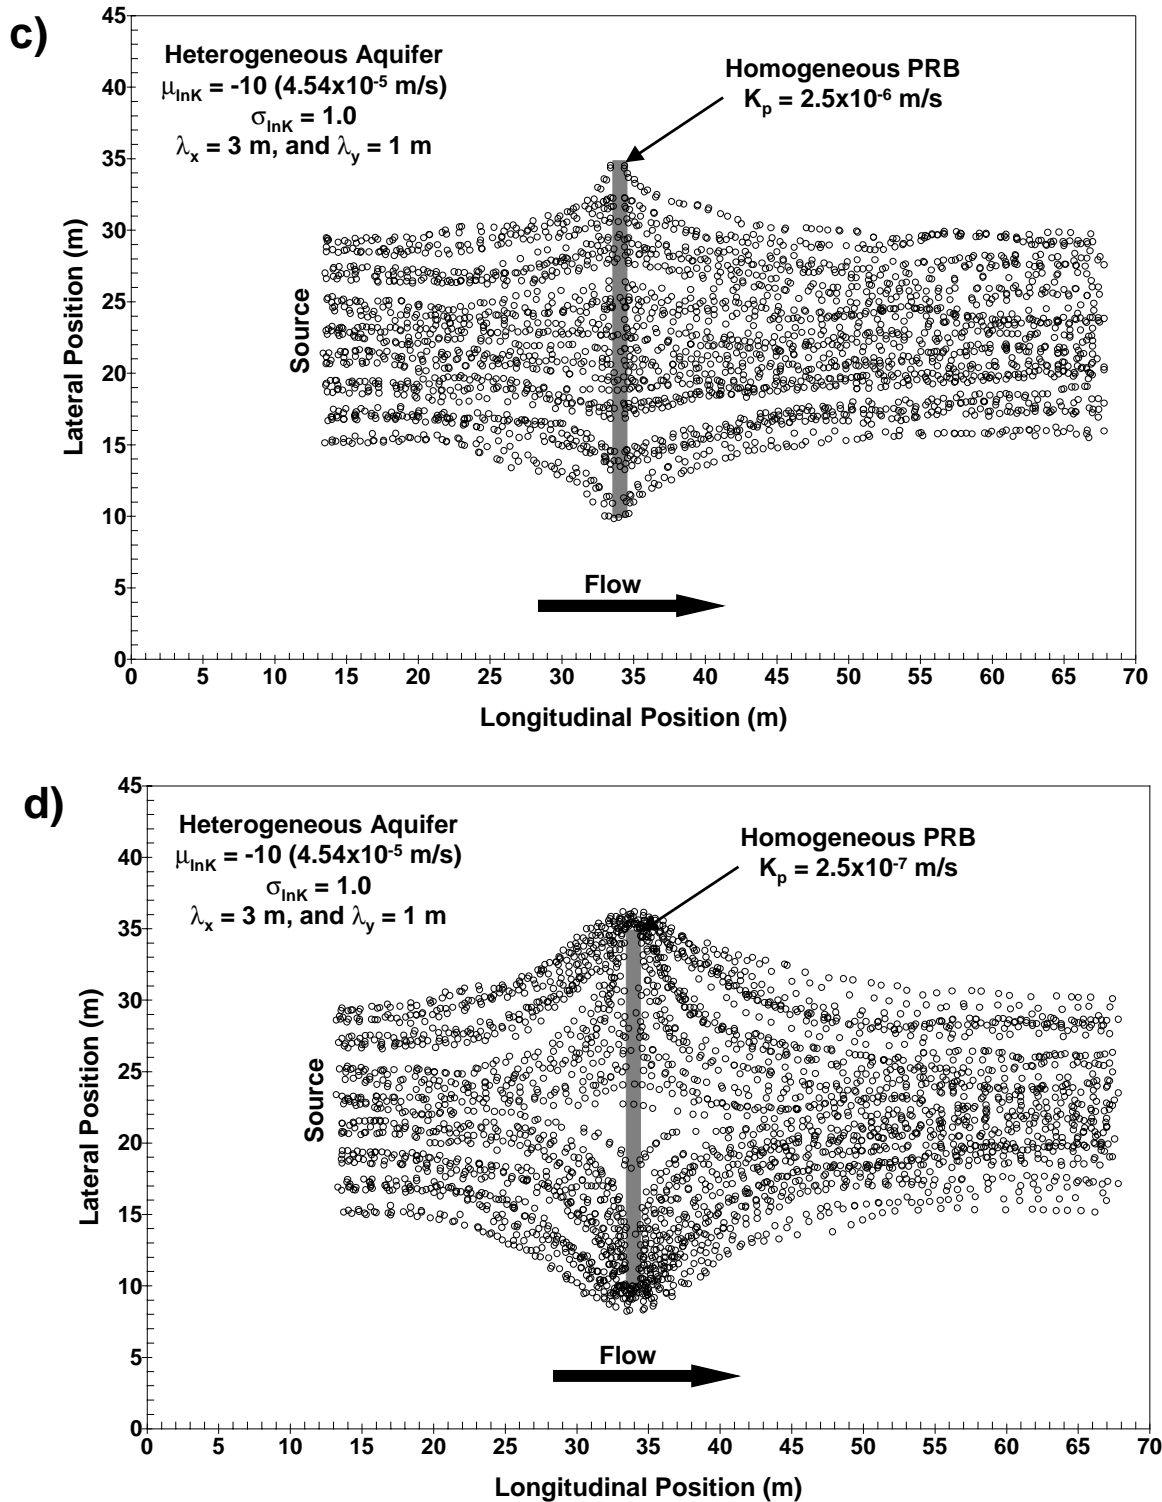 c)
Heterogeneous Aquifer
μlnK = -10 (4.54x10-5 m/s)
σlnK = 1.0
λx = 3 m, and λy = 1 m
Homogeneous PRB
Kp = 2.5x10-6 m/s
Lateral Position (m)
45
40
35
30
25
20
15
10
5
0
Source
Flow
0 5 10 15 20 25 30 35 40 45 50 55 60 65 70
Longitudinal Position (m)
d)
Heterogeneous Aquifer
μlnK = -10 (4.54x10-5 m/s)
σlnK = 1.0
λx = 3 m, and λy = 1 m
Homogeneous PRB
Kp = 2.5x10-7 m/s
Lateral Position (m)
45
40
35
30
25
20
15
10
5
0
Source
Flow
0 5 10 15 20 25 30 35 40 45 50 55 60 65 70
Longitudinal Position (m)